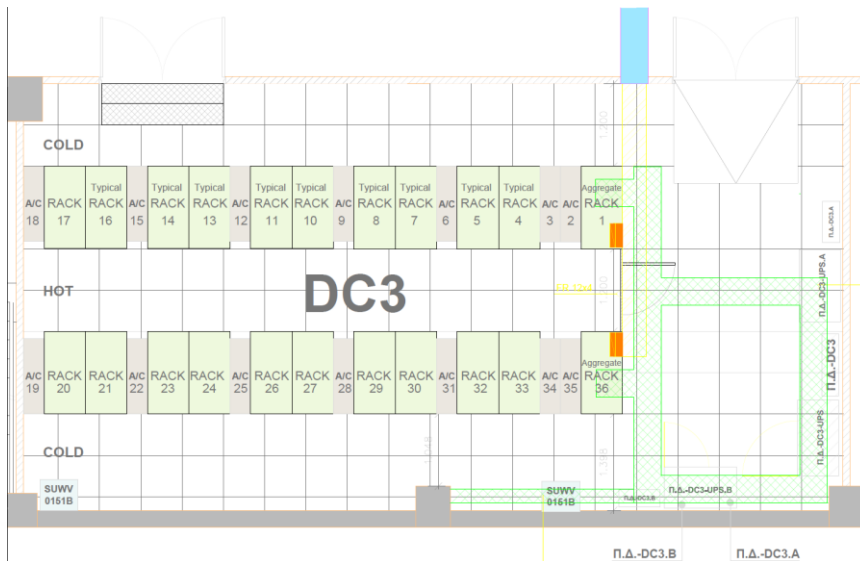 COLD
Typical Typical Typical Typical Typical Typical Typical Typical Typical Aggregate
A/C RACK RACK A/C RACK RACK A/C RACK RACK A/C RACK RACK A/C RACK RACK A/C A/C RACK
18 17 16 15 14 13 12 11 10 9 8 7 6 5 4 3 2 1
HOT
DC3
Aggregate
A/C RACK RACK A/C RACK RACK A/C RACK RACK A/C RACK RACK A/C RACK RACK A/C A/C RACK
19 20 21 22 23 24 25 26 27 28 29 30 31 32 33 34 35 36
COLD
SUWV
0151B
SUWV
0151B
1,200
Π.Δ.-DC3.A
Π.Δ.-DC3-UPS.A
Π.Δ.-DC3
Π.Δ.-DC3-UPS
Π.Δ.-DC3-UPS.B
Π.Δ.-DC3.B
Π.Δ.-DC3.B
Π.Δ.-DC3.A